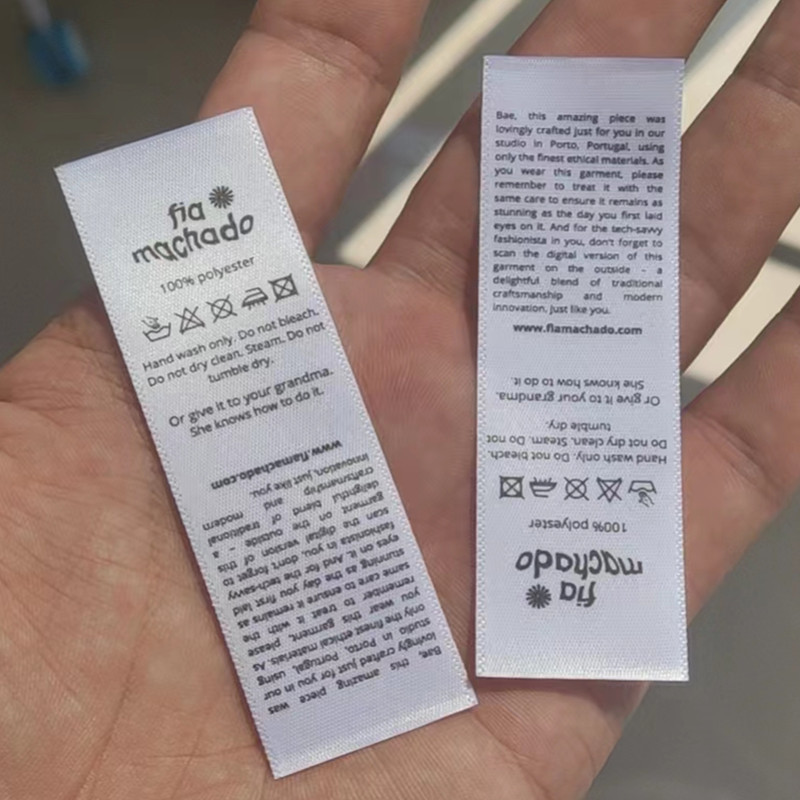 fia
machado
100% polyester
Hand wash only. Do not bleach.
Do not dry clean. Steam. Do not
tumble dry.
Or give it to your grandma.
She knows how to do it.
www.fiamachado.com
Bae, this amazing piece was
lovingly crafted just for you in our
studio in Porto, Portugal, using
only the finest ethical materials. As
you wear this garment, please
remember to treat it with the
same care to ensure it remains as
stunning as the day you first laid
eyes on it. And for the tech-savvy
fashionista in you, don't forget to
scan the digital version of this
garment on the outside - a
delightful blend of traditional
craftsmanship and modern
innovation, just like you.
Bae, this amazing piece was
lovingly crafted just for you in our
studio in Porto, Portugal, using
only the finest ethical materials. As
you wear this garment, please
remember to treat it with the
same care to ensure it remains as
stunning as the day you first laid
eyes on it. And for the tech-savvy
fashionista in you, don't forget to
scan the digital version of this
garment on the outside - a
delightful blend of traditional
craftsmanship and modern
innovation, just like you.
www.fiamachado.com
fia
machado
100% polyester
Hand wash only. Do not bleach.
Do not dry clean. Steam. Do not
tumble dry.
Or give it to your grandma.
She knows how to do it.